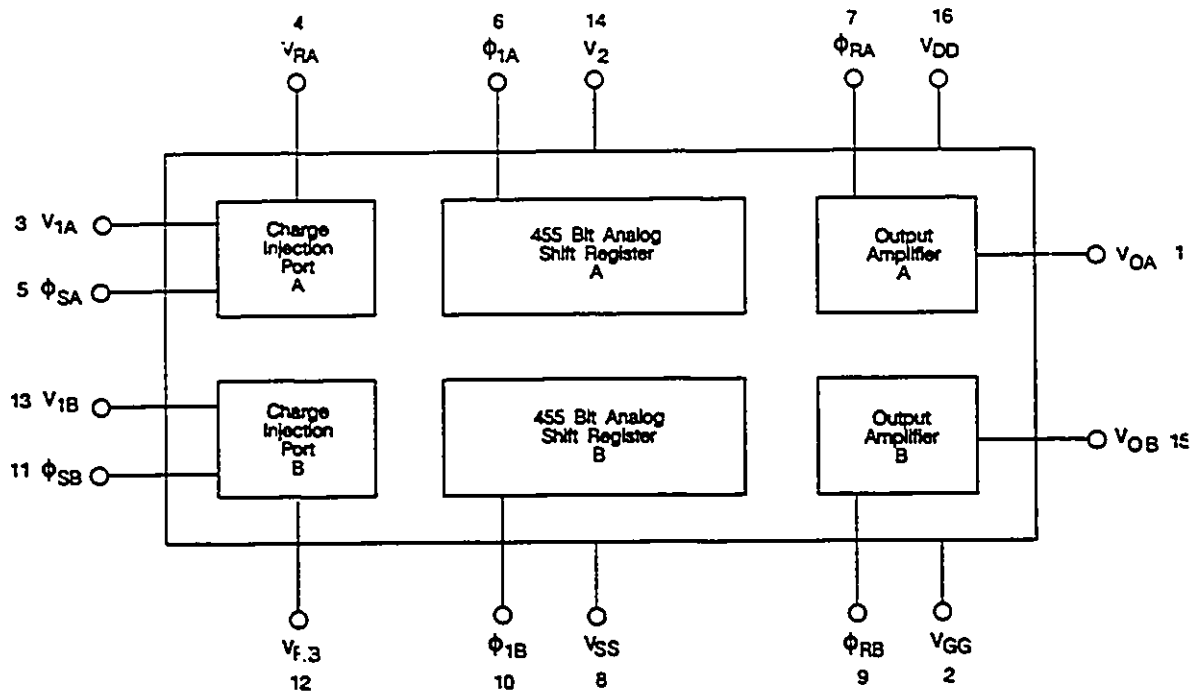 4 6 14 7 16
VRA ϕ1A V2 ϕRA VDD
3 V1A
Charge
Injection
Port
A
455 Bit Analog
Shift Register
A
Output
Amplifier
A
VOA 1
5 ϕSA
13 V1B
Charge
Injection
Port
B
455 Bit Analog
Shift Register
B
Output
Amplifier
B
VOB 15
11 ϕSB
ϕ1B VSS ϕRB VGG
12 10 8 9 2